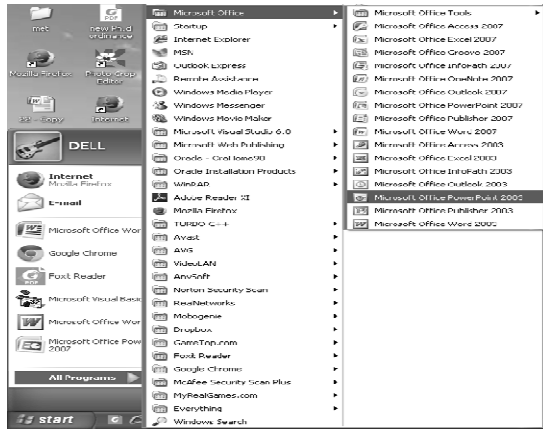 met
new Ph.d
ordinance
Mozilla Firefox
Photo Crop
Editor
Internet
DELL
Internet
Mozilla Firefox
E-mail
Microsoft Office Wor
Google Chrome
Foxit Reader
Microsoft Visual Basic
Microsoft Office Wor
Microsoft Office Pow
2007
All Programs
start
Microsoft Office
Startup
Internet Explorer
MSN
Outlook Express
Remote Assistance
Windows Media Player
Windows Messenger
Windows Movie Maker
Microsoft Visual Studio 6.0
Microsoft Web Publishing
Oracle - OraHome90
Oracle Installation Products
WinRAR
Adobe Reader XI
Mozilla Firefox
TURBO C++
Avast
AVG
VideoLAN
AnvSoft
Norton Security Scan
RealNetworks
Mobogenie
Dropbox
GameTop.com
Foxit Reader
Google Chrome
McAfee Security Scan Plus
MyRealGames.com
Everything
Windows Search
Microsoft Office Tools
Microsoft Office Access 2007
Microsoft Office Excel 2007
Microsoft Office Groove 2007
Microsoft Office InfoPath 2007
Microsoft Office OneNote 2007
Microsoft Office Outlook 2007
Microsoft Office PowerPoint 2007
Microsoft Office Publisher 2007
Microsoft Office Word 2007
Microsoft Office Access 2003
Microsoft Office Excel 2003
Microsoft Office InfoPath 2003
Microsoft Office Outlook 2003
Microsoft Office PowerPoint 2003
Microsoft Office Publisher 2003
Microsoft Office Word 2003